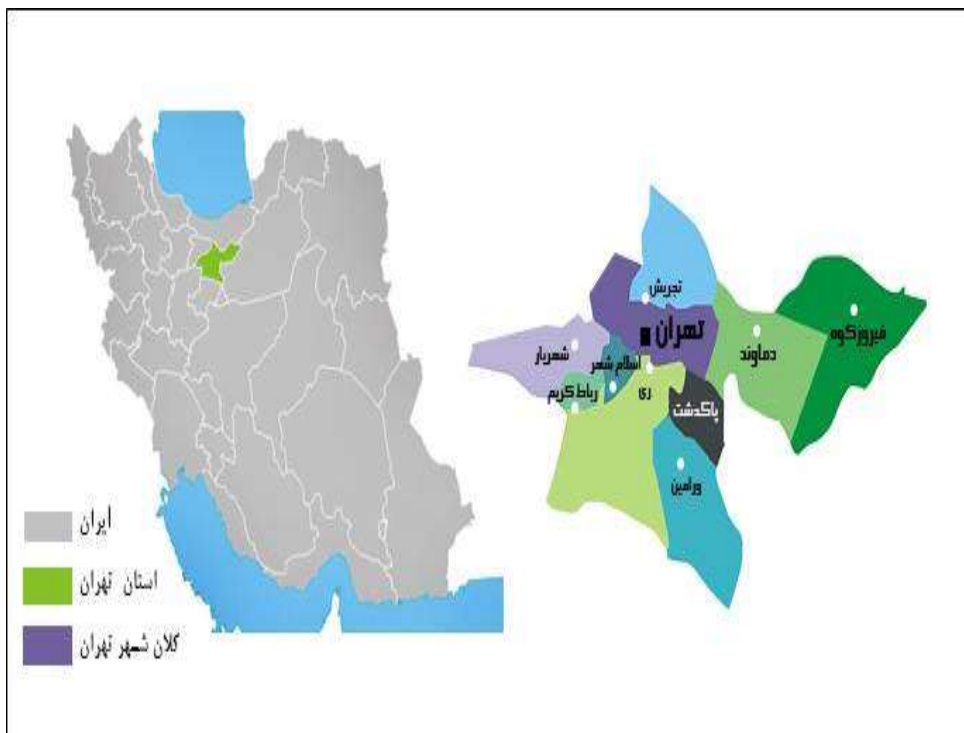 تجریش
تهران
فیروزکوه
دماوند
شهریار
اسلام شهر
رباط کریم
ری
پاکدشت
ورامین
ایران
استان تهران
کلان شهر تهران